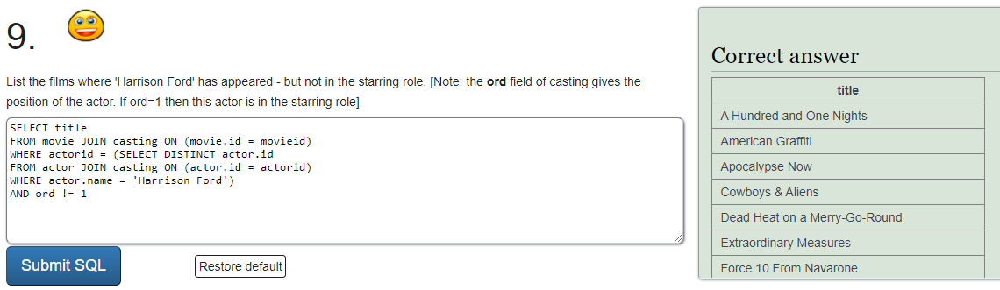 9.
List the films where 'Harrison Ford' has appeared - but not in the starring role. [Note: the ord field of casting gives the
position of the actor. If ord=1 then this actor is in the starring role]
SELECT title
FROM movie JOIN casting ON (movie.id = movieid)
WHERE actorid = (SELECT DISTINCT actor.id
FROM actor JOIN casting ON (actor.id = actorid)
WHERE actor.name = 'Harrison Ford')
AND ord != 1
Submit SQL
Restore default
Correct answer
title
A Hundred and One Nights
American Graffiti
Apocalypse Now
Cowboys & Aliens
Dead Heat on a Merry-Go-Round
Extraordinary Measures
Force 10 From Navarone